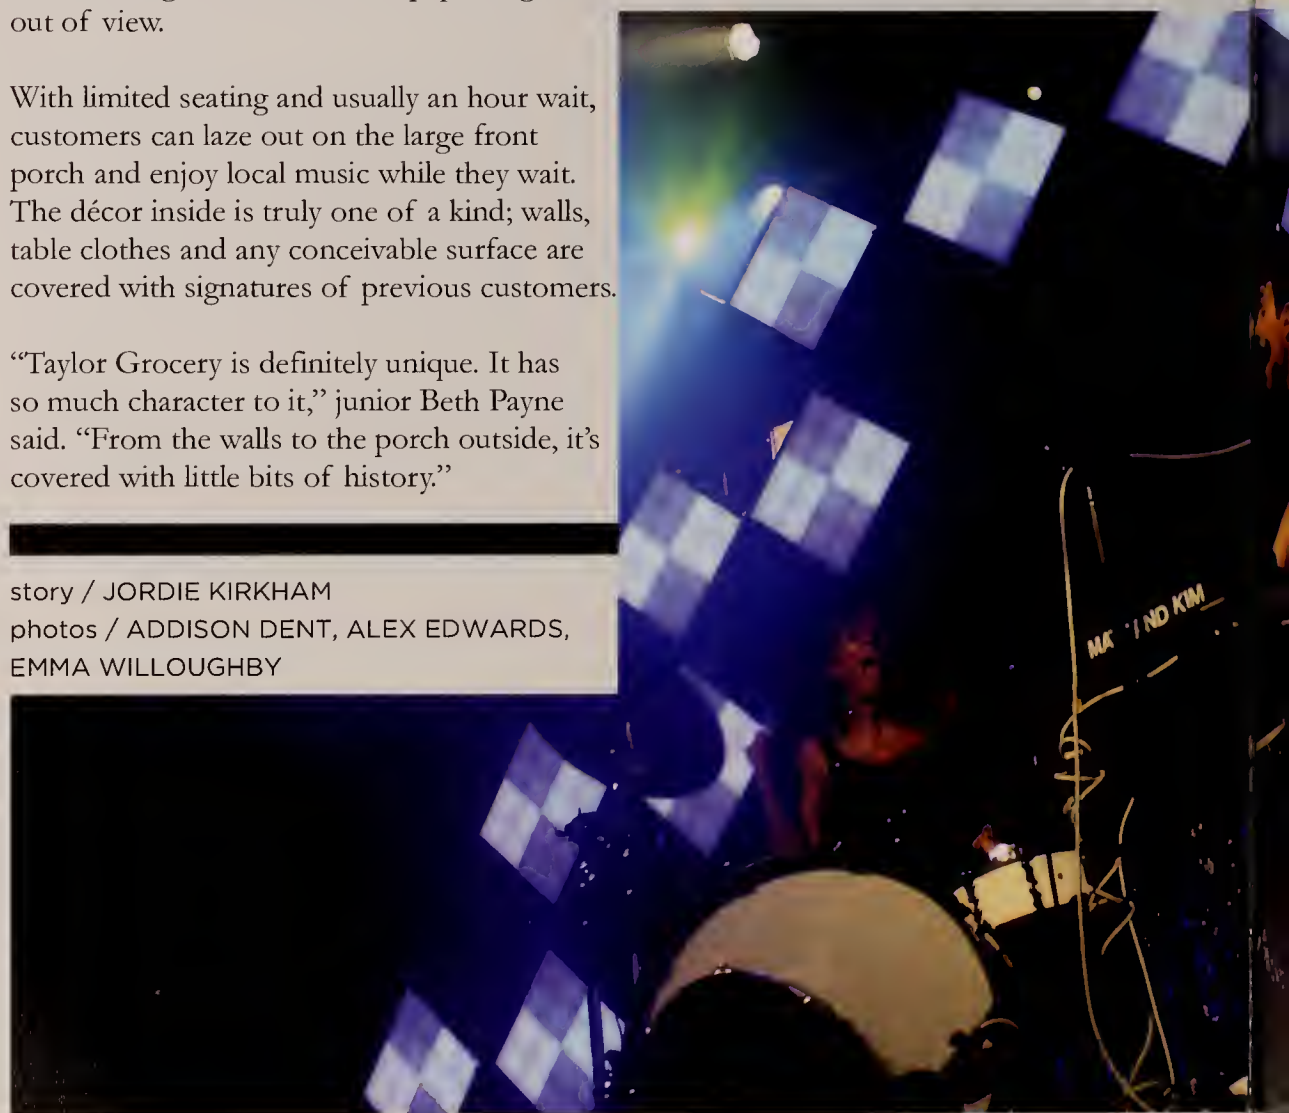 out of view.
With limited seating and usually an hour wait,
customers can laze out on the large front
porch and enjoy local music while they wait.
The décor inside is truly one of a kind; walls,
table clothes and any conceivable surface are
covered with signatures of previous customers.
“Taylor Grocery is definitely unique. It has
so much character to it,” junior Beth Payne
said. “From the walls to the porch outside, it’s
covered with little bits of history.”
story / JORDIE KIRKHAM
photos / ADDISON DENT, ALEX EDWARDS,
EMMA WILLOUGHBY
KIM